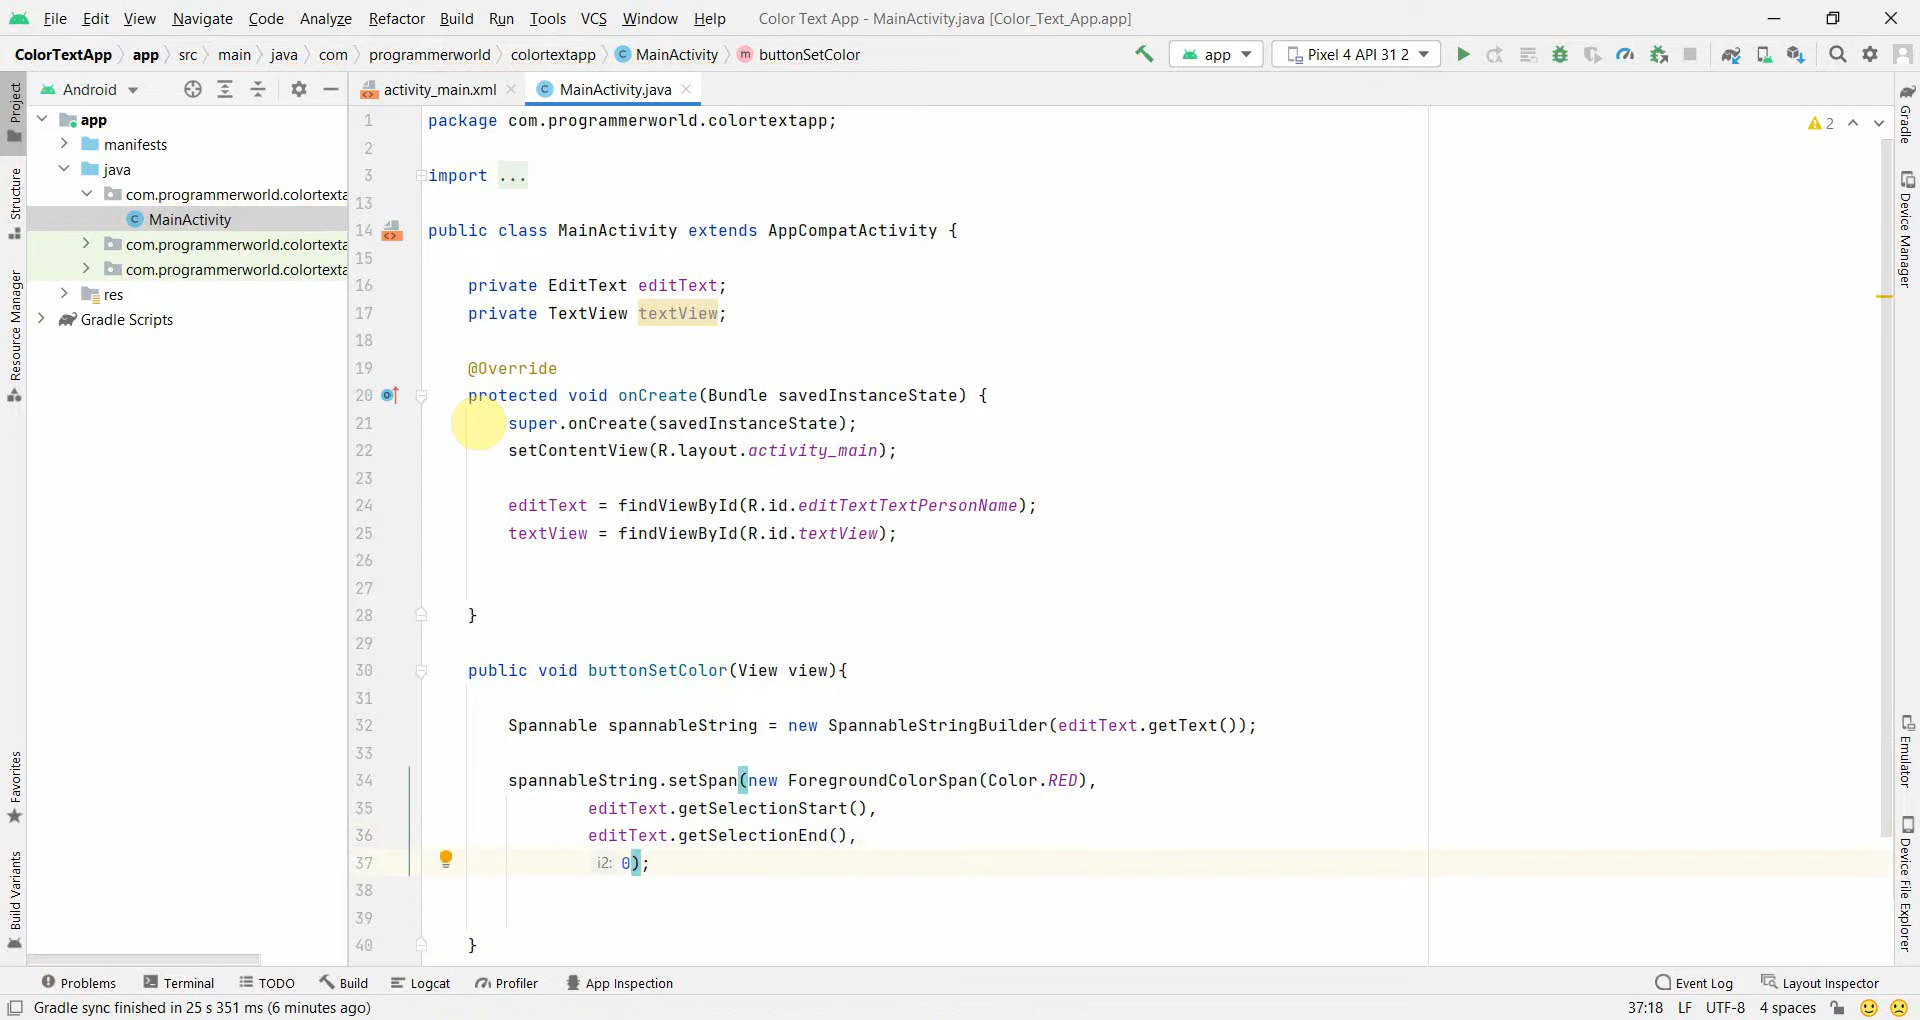 File Edit View Navigate Code Analyze Refactor Build Run Tools VCS Window Help Color Text App - MainActivity.java [Color_Text_App.app]
ColorTextApp app src main java com programmerworld colortextapp C MainActivity m buttonSetColor app Pixel 4 API 31 2
Android activity_main.xml C MainActivity.java
Project
Structure
Resource Manager
Favorites
Build Variants
app
manifests
java
com.programmerworld.colortexta
C MainActivity
com.programmerworld.colortexta
com.programmerworld.colortexta
res
Gradle Scripts
2
1 package com.programmerworld.colortextapp;
2
3 import ...
13
14 public class MainActivity extends AppCompatActivity {
15
16 private EditText editText;
17 private TextView textView;
18
19 @Override
20 protected void onCreate(Bundle savedInstanceState) {
21 super.onCreate(savedInstanceState);
22 setContentView(R.layout.activity_main);
23
24 editText = findViewById(R.id.editTextTextPersonName);
25 textView = findViewById(R.id.textView);
26
27
28 }
29
30 public void buttonSetColor(View view){
31
32 Spannable spannableString = new SpannableStringBuilder(editText.getText());
33
34 spannableString.setSpan(new ForegroundColorSpan(Color.RED),
35 editText.getSelectionStart(),
36 editText.getSelectionEnd(),
37 i2: 0);
38
39
40 }
Gradle
Device Manager
Emulator
Device File Explorer
Problems Terminal TODO Build Logcat Profiler App Inspection Event Log Layout Inspector
Gradle sync finished in 25 s 351 ms (6 minutes ago) 37:18 LF UTF-8 4 spaces